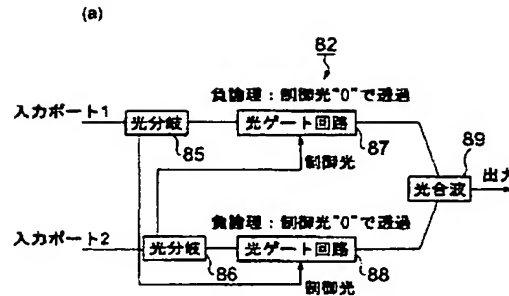 (a)
82
負論理：制御光"0"で透過
入力ポート1
光分岐
光ゲート回路
85
87
制御光
89
光合波
出力
負論理：制御光"0"で透過
入力ポート2
光分岐
光ゲート回路
86
88
制御光